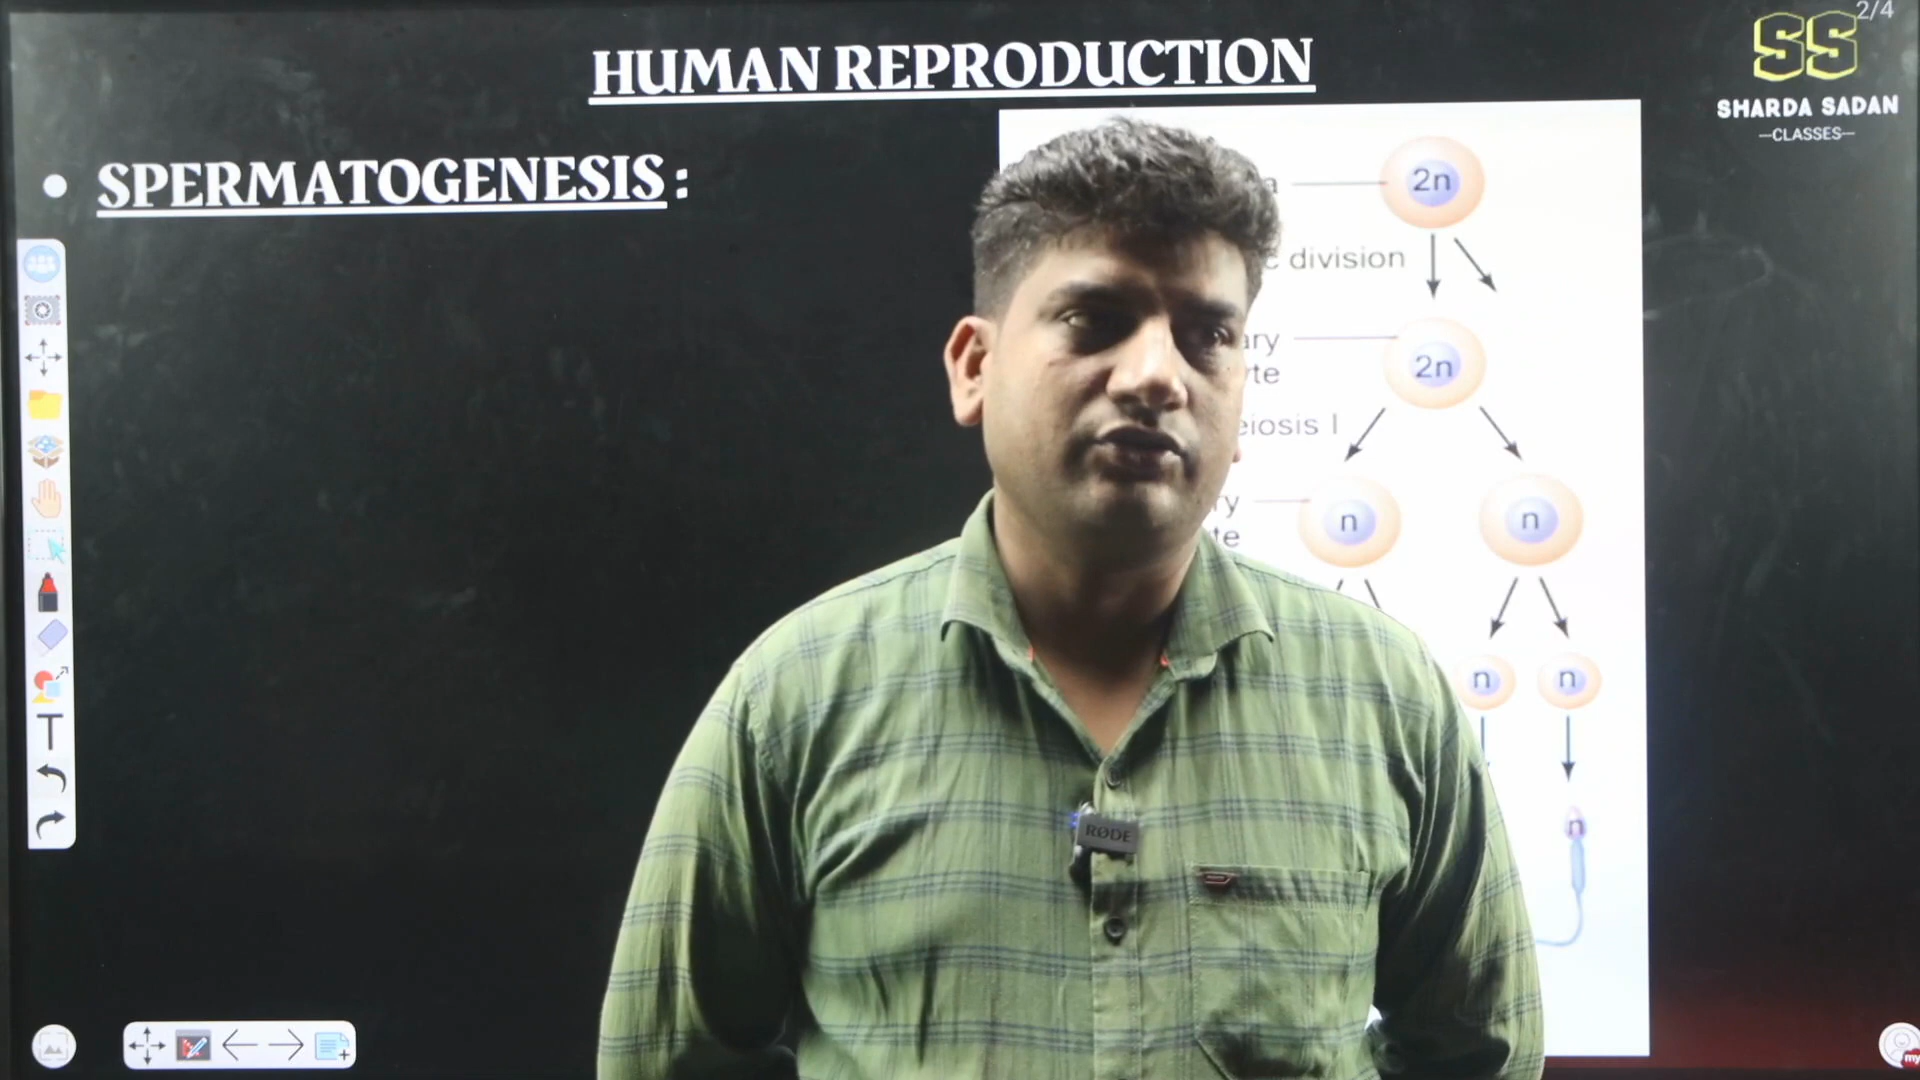 2/4
SS
SHARDA SADAN
—CLASSES—
HUMAN REPRODUCTION
• SPERMATOGENESIS :
2n
division
2n
n
n
n
n
n
RØDE
T